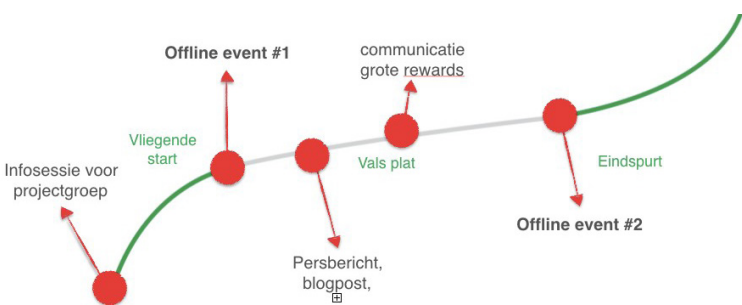 communicatie
grote rewards
Offline event #1
Vliegende
start
Vals plat
Eindspurt
Infosessie voor
projectgroep
Offline event #2
Persbericht,
blogpost,